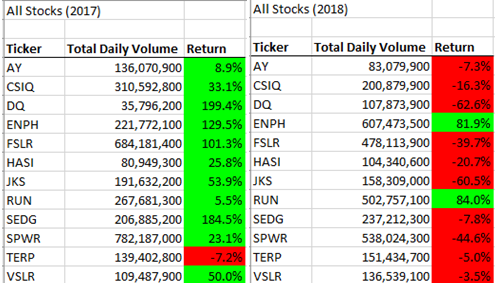 All Stocks (2017)
Ticker Total Daily Volume Return
AY 136,070,900 8.9%
CSIQ 310,592,800 33.1%
DQ 35,796,200 199.4%
ENPH 221,772,100 129.5%
FSLR 684,181,400 101.3%
HASI 80,949,300 25.8%
JKS 191,632,200 53.9%
RUN 267,681,300 5.5%
SEDG 206,885,200 184.5%
SPWR 782,187,000 23.1%
TERP 139,402,800 -7.2%
VSLR 109,487,900 50.0%
All Stocks (2018)
Ticker Total Daily Volume Return
AY 83,079,900 -7.3%
CSIQ 200,879,900 -16.3%
DQ 107,873,900 -62.6%
ENPH 607,473,500 81.9%
FSLR 478,113,900 -39.7%
HASI 104,340,600 -20.7%
JKS 158,309,000 -60.5%
RUN 502,757,100 84.0%
SEDG 237,212,300 -7.8%
SPWR 538,024,300 -44.6%
TERP 151,434,700 -5.0%
VSLR 136,539,100 -3.5%